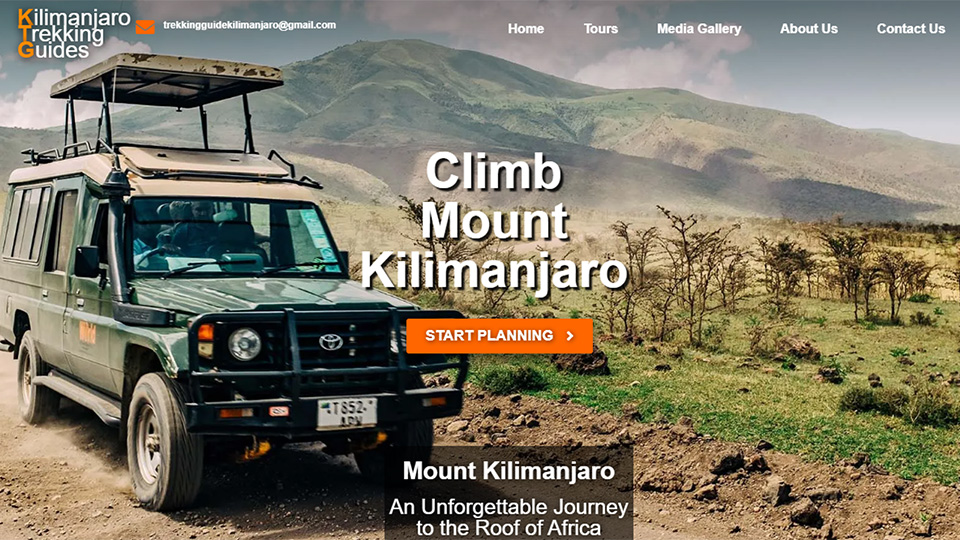 Kilimanjaro
Trekking
Guides
trekkingguidekilimanjaro@gmail.com
Home
Tours
Media Gallery
About Us
Contact Us
Climb
Mount
Kilimanjaro
START PLANNING
TOYOTA
T852
Mount Kilimanjaro
An Unforgettable Journey
to the Roof of Africa